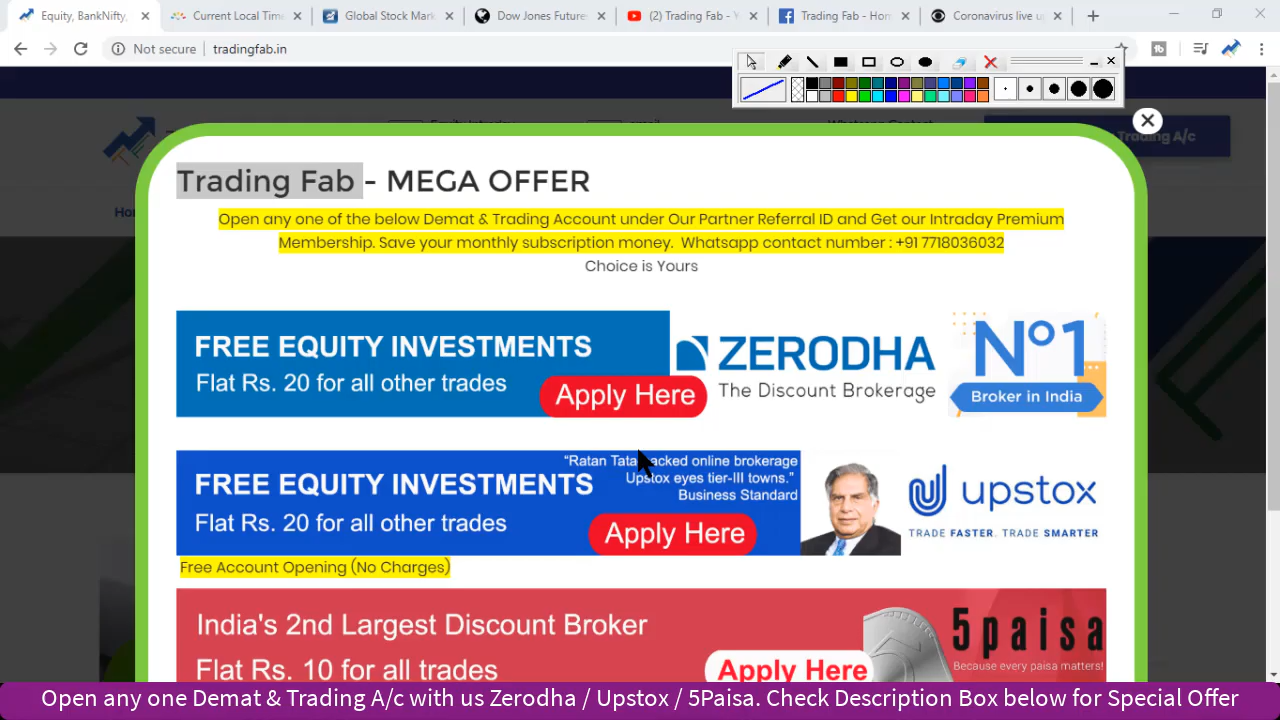 Equity, BankNifty,
Current Local Time
Global Stock Mark
Dow Jones Future
(2) Trading Fab - Y
Trading Fab - Hon
Coronavirus live u
Not secure
tradingfab.in
Trading A/c
Trading Fab - MEGA OFFER
Open any one of the below Demat & Trading Account under Our Partner Referral ID and Get our Intraday Premium
Membership. Save your monthly subscription money. Whatsapp contact number : +91 7718036032
Choice is Yours
FREE EQUITY INVESTMENTS
Flat Rs. 20 for all other trades
Apply Here
ZERODHA
The Discount Brokerage
Nº1
Broker in India
FREE EQUITY INVESTMENTS
Flat Rs. 20 for all other trades
“Ratan Tata backed online brokerage
Upstox eyes tier-III towns.”
Business Standard
Apply Here
upstox
TRADE FASTER. TRADE SMARTER
Free Account Opening (No Charges)
India's 2nd Largest Discount Broker
Flat Rs. 10 for all trades
Apply Here
5paisa
Because every paisa matters!
Open any one Demat & Trading A/c with us Zerodha / Upstox / 5Paisa. Check Description Box below for Special Offer